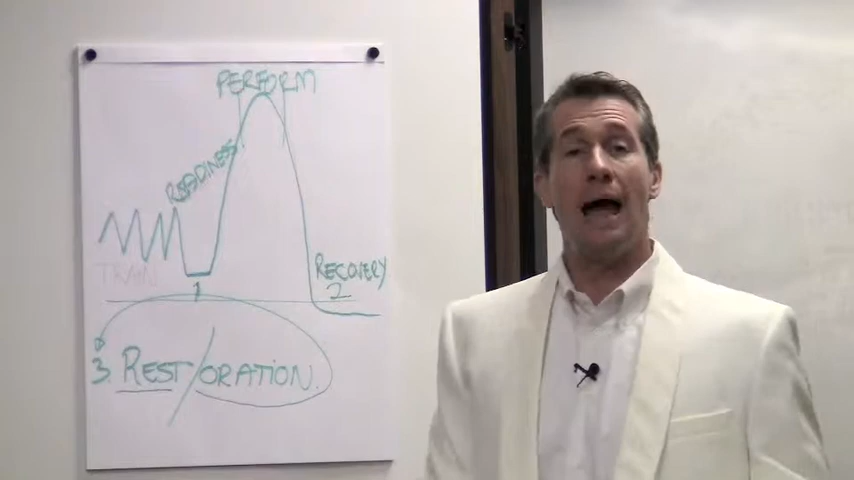 PERFORM
READINESS
TRAIN
RECOVERY
1
2
3. REST/ORATION.